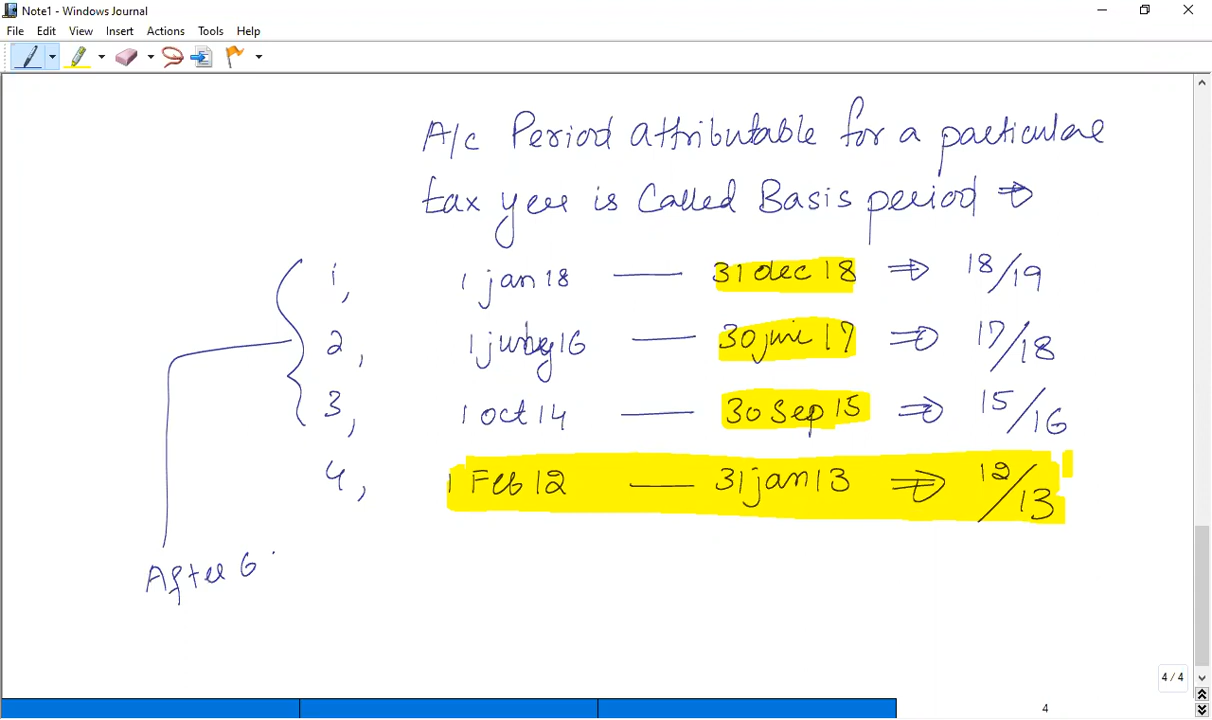 Note1 - Windows Journal
File Edit View Insert Actions Tools Help
A/c Period attributable for a particular
tax year is Called Basis period ⇒
1, 1 jan 18 — 31 dec 18 ⇒ 18/19
2, 1 july 16 — 30 june 17 ⇒ 17/18
3, 1 oct 14 — 30 Sep 15 ⇒ 15/16
4, 1 Feb 12 — 31 jan 13 ⇒ 12/13
After 6
4 / 4
4